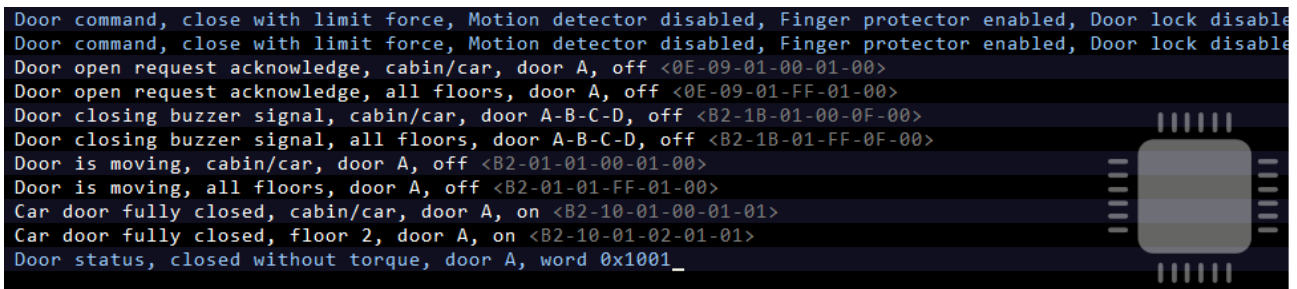 Door command, close with limit force, Motion detector disabled, Finger protector enabled, Door lock disable
Door command, close with limit force, Motion detector disabled, Finger protector enabled, Door lock disable
Door open request acknowledge, cabin/car, door A, off <0E-09-01-00-01-00>
Door open request acknowledge, all floors, door A, off <0E-09-01-FF-01-00>
Door closing buzzer signal, cabin/car, door A-B-C-D, off <B2-1B-01-00-0F-00>
Door closing buzzer signal, all floors, door A-B-C-D, off <B2-1B-01-FF-0F-00>
Door is moving, cabin/car, door A, off <B2-01-01-00-01-00>
Door is moving, all floors, door A, off <B2-01-01-FF-01-00>
Car door fully closed, cabin/car, door A, on <B2-10-01-00-01-01>
Car door fully closed, floor 2, door A, on <B2-10-01-02-01-01>
Door status, closed without torque, door A, word 0x1001_